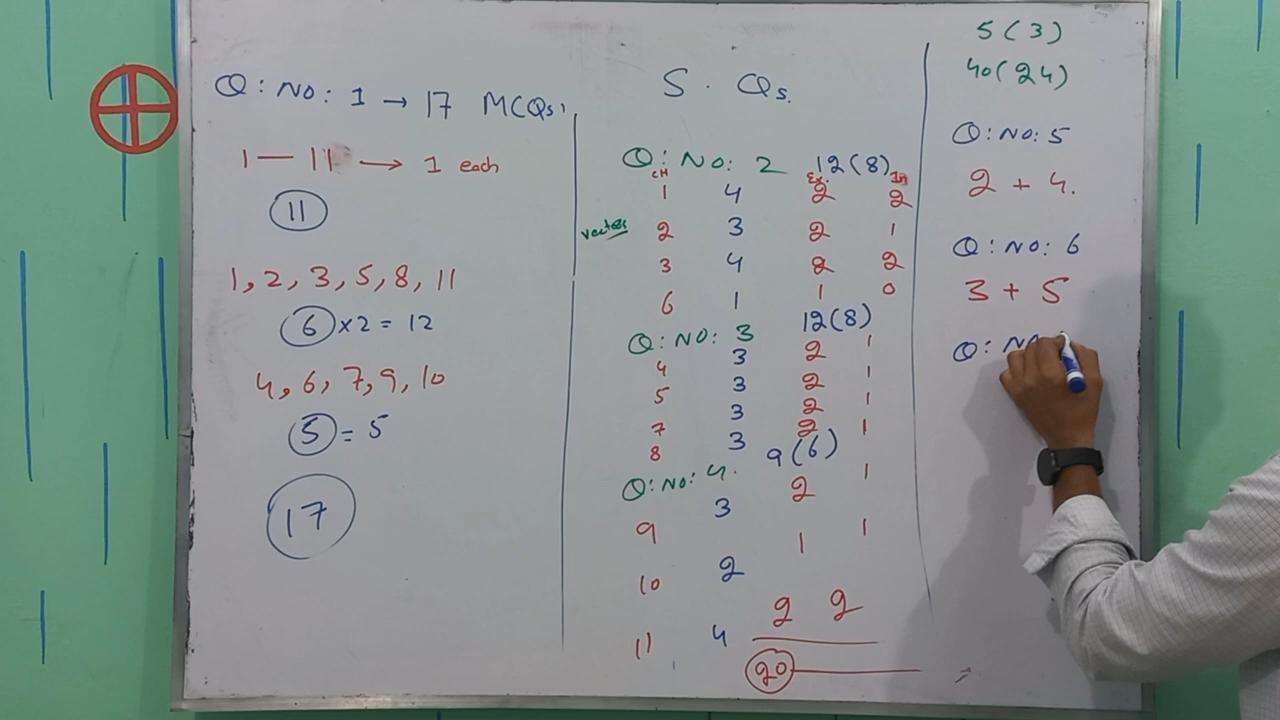 Q: NO: 1 → 17 MCQs.
1 — 11 → 1 each
11
1, 2, 3, 5, 8, 11
6 x 2 = 12
4, 6, 7, 9, 10
5 = 5
17
S. Qs.
Q: NO: 2 12(8)
CH Ex. In
1 4 2 2
vectors 2 3 2 1
3 4 2 2
6 1 1 0
Q: NO: 3 12(8)
4 3 2 1
5 3 2 1
7 3 2 1
8 3 2 1
Q: NO: 4. 9(6)
9 3 2 1
10 2 1 1
11 4 2 2
20
5(3)
40(24)
Q: NO: 5
2 + 4.
Q: NO: 6
3 + 5
Q: NO